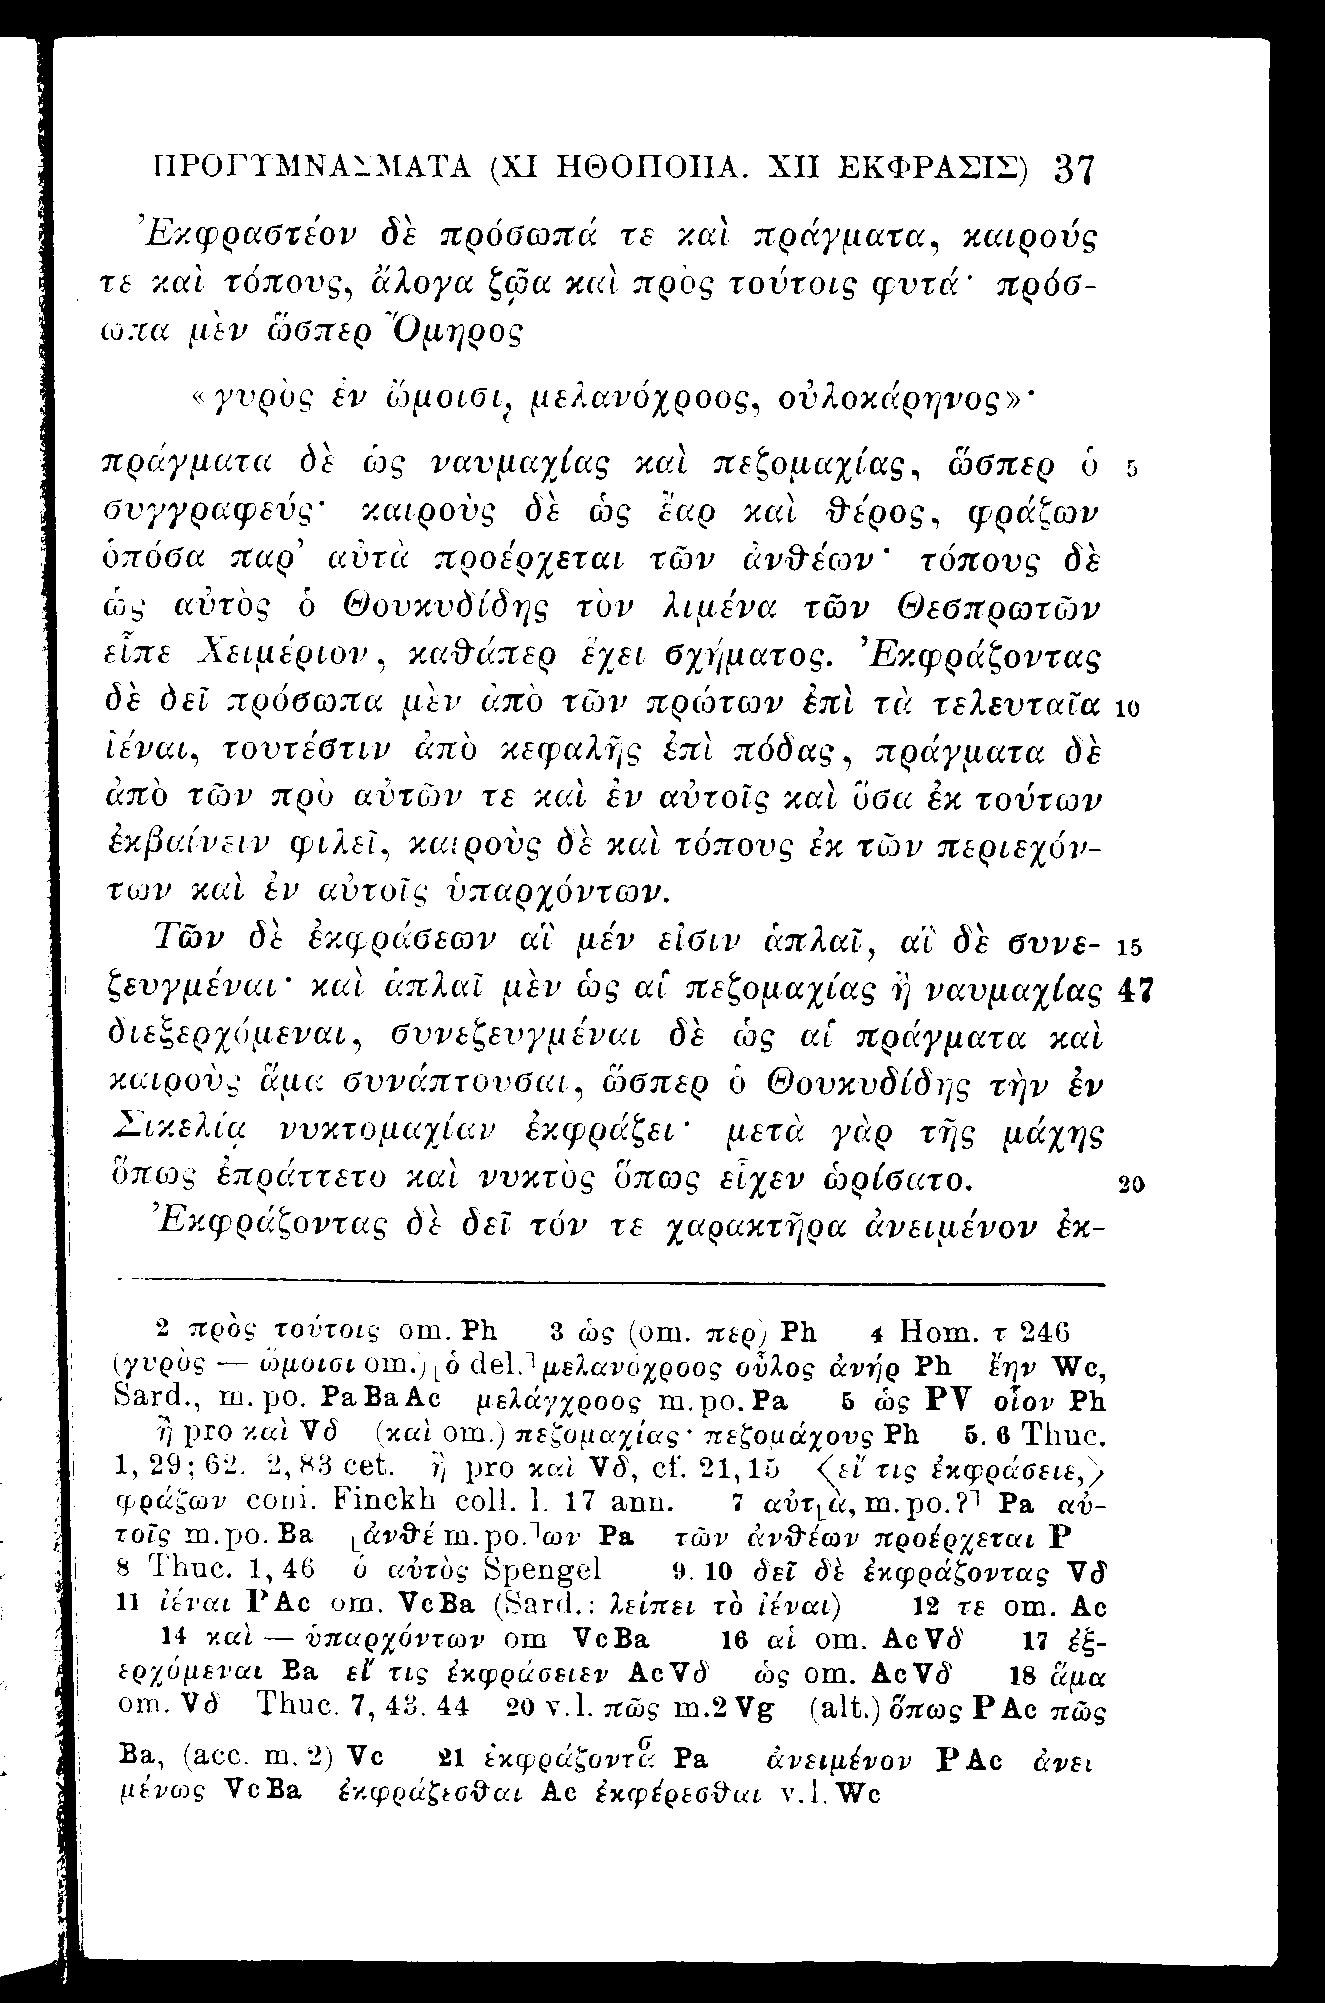 ΠΡΟΓΥΜΝΑΣΜΑΤΑ (XI ΗΘΟΠΟΙΙΑ. XII ΕΚΦΡΑΣΙΣ) 37
Ἐκφραστέον δὲ πρόσωπά τε καὶ πράγματα, καιρούς
τε καὶ τόπους, ἄλογα ζῷα καὶ πρὸς τούτοις φυτά· πρόσ-
ωπα μὲν ὥσπερ Ὅμηρος
«γυρὸς ἐν ὤμοισι, μελανόχροος, οὐλοκάρηνος»·
πράγματα δὲ ὡς ναυμαχίας καὶ πεζομαχίας, ὥσπερ ὁ 5
συγγραφεύς· καιροὺς δὲ ὡς ἔαρ καὶ θέρος, φράζων
ὁπόσα παρ’ αὐτὰ προέρχεται τῶν ἀνθέων· τόπους δὲ
ὡς αὐτὸς ὁ Θουκυδίδης τὸν λιμένα τῶν Θεσπρωτῶν
εἶπε Χειμέριον, καθάπερ ἔχει σχήματος. Ἐκφράζοντας
δὲ δεῖ πρόσωπα μὲν ἀπὸ τῶν πρώτων ἐπὶ τὰ τελευταῖα 10
ἰέναι, τουτέστιν ἀπὸ κεφαλῆς ἐπὶ πόδας, πράγματα δὲ
ἀπὸ τῶν πρὸ αὐτῶν τε καὶ ἐν αὐτοῖς καὶ ὅσα ἐκ τούτων
ἐκβαίνειν φιλεῖ, καιροὺς δὲ καὶ τόπους ἐκ τῶν περιεχόν-
των καὶ ἐν αὐτοῖς ὑπαρχόντων.
Τῶν δὲ ἐκφράσεων αἳ μέν εἰσιν ἁπλαῖ, αἳ δὲ συνε- 15
ζευγμέναι· καὶ ἁπλαῖ μὲν ὡς αἱ πεζομαχίας ἢ ναυμαχίας 47
διεξερχόμεναι, συνεζευγμέναι δὲ ὡς αἱ πράγματα καὶ
καιροὺς ἅμα συνάπτουσαι, ὥσπερ ὁ Θουκυδίδης τὴν ἐν
Σικελίᾳ νυκτομαχίαν ἐκφράζει· μετὰ γὰρ τῆς μάχης
ὅπως ἐπράττετο καὶ νυκτὸς ὅπως εἶχεν ὡρίσατο. 20
Ἐκφράζοντας δὲ δεῖ τόν τε χαρακτῆρα ἀνειμένον ἐκ-
2 πρὸς τούτοις om. Ph 3 ὡς (om. περ) Ph 4 Hom. τ 246
(γυρὸς — ὤμοισι om.) ⌊ὁ del.⌉ μελανόχροος οὖλος ἀνήρ Ph ἔην Wc,
Sard., m. po. PaBaAc μελάγχροος m. po. Pa 5 ὡς PV οἷον Ph
ἢ pro καὶ Vδ (καὶ om.) πεζομαχίας· πεζομάχους Ph 5. 6 Thuc.
1, 29; 62. 2, 83 cet. ἢ pro καὶ Vδ, cf. 21, 15 ⟨εἴ τις ἐκφράσειε,⟩
φράζων coni. Finckh coll. l. 17 ann. 7 αὐτ⌊ὰ, m. po.?⌉ Pa αὐ-
τοῖς m. po. Ba ⌊ἀνθέ m. po.⌉ων Pa τῶν ἀνθέων προέρχεται P
8 Thuc. 1, 46 ὁ αὐτὸς Spengel 9. 10 δεῖ δὲ ἐκφράζοντας Vδ
11 ἰέναι PAc om. VcBa (Sard.: λείπει τὸ ἰέναι) 12 τε om. Ac
14 καὶ — ὑπαρχόντων om VcBa 16 αἱ om. AcVδ 17 ἐξ-
ερχόμεναι Ba εἴ τις ἐκφράσειεν AcVδ ὡς om. AcVδ 18 ἅμα
om. Vδ Thuc. 7, 43. 44 20 v. l. πῶς m.2 Vg (alt.) ὅπως PAc πῶς
Ba, (acc. m. 2) Vc 21 ἐκφράζοντα̅ς Pa ἀνειμένον PAc ἀνει
μένως VcBa ἐκφράζεσθαι Ac ἐκφέρεσθαι v. l. Wc